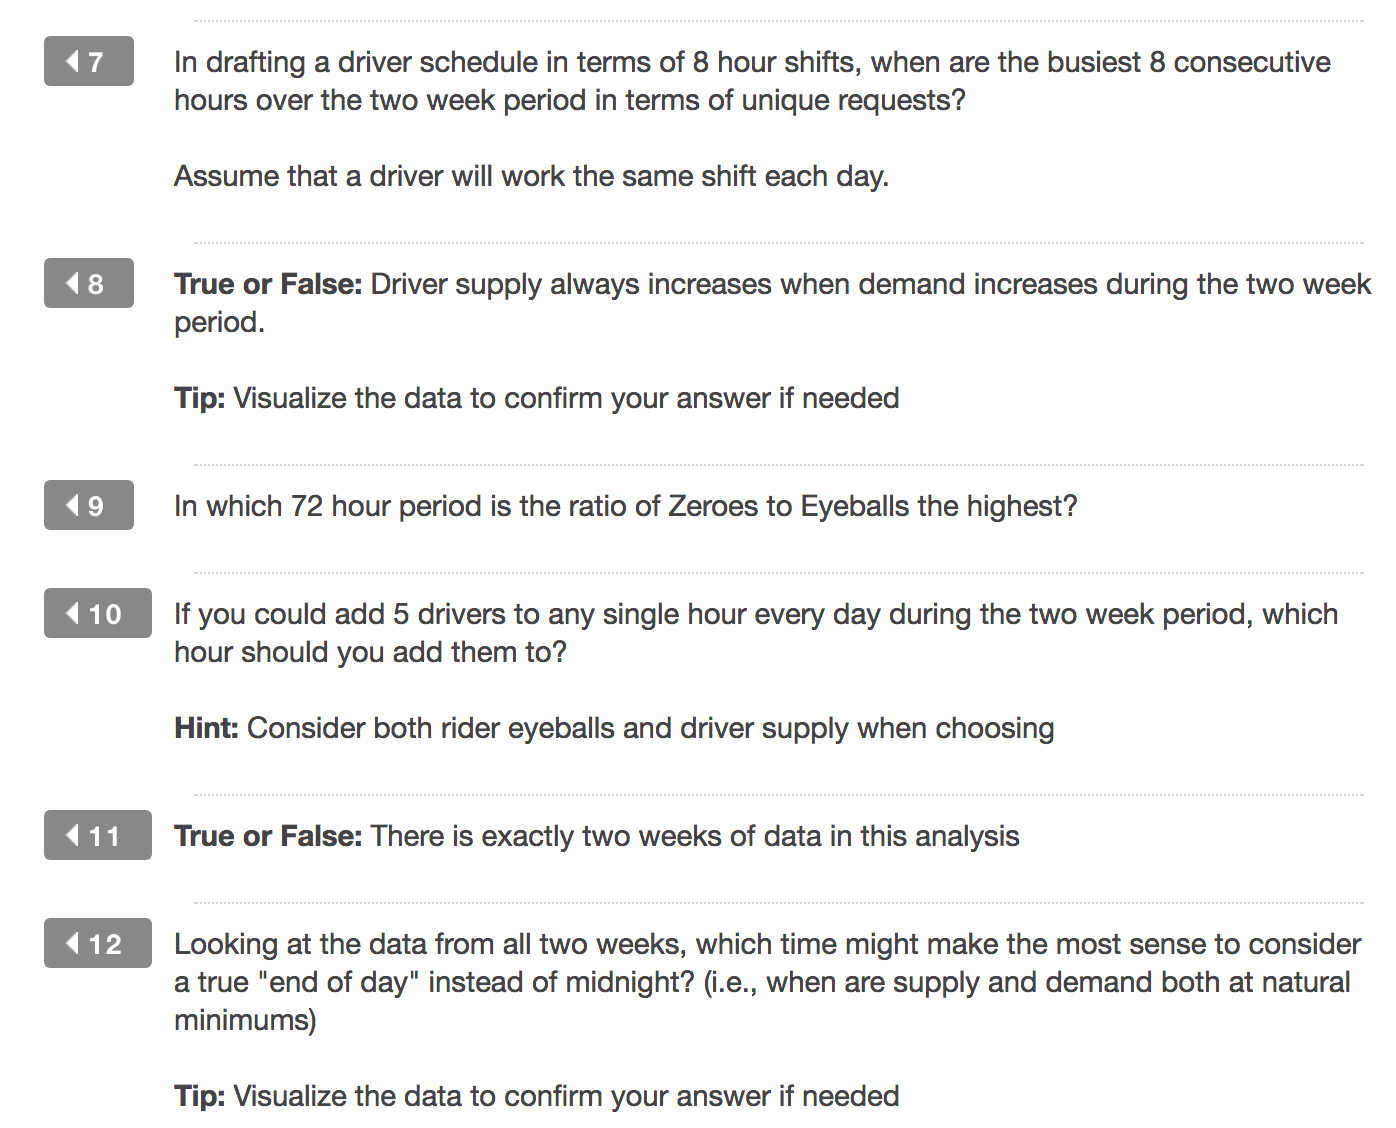 7
In drafting a driver schedule in terms of 8 hour shifts, when are the busiest 8 consecutive
hours over the two week period in terms of unique requests?
Assume that a driver will work the same shift each day.
8
True or False: Driver supply always increases when demand increases during the two week
period.
Tip: Visualize the data to confirm your answer if needed
9
In which 72 hour period is the ratio of Zeroes to Eyeballs the highest?
10
If you could add 5 drivers to any single hour every day during the two week period, which
hour should you add them to?
Hint: Consider both rider eyeballs and driver supply when choosing
11
True or False: There is exactly two weeks of data in this analysis
12
Looking at the data from all two weeks, which time might make the most sense to consider
a true "end of day" instead of midnight? (i.e., when are supply and demand both at natural
minimums)
Tip: Visualize the data to confirm your answer if needed